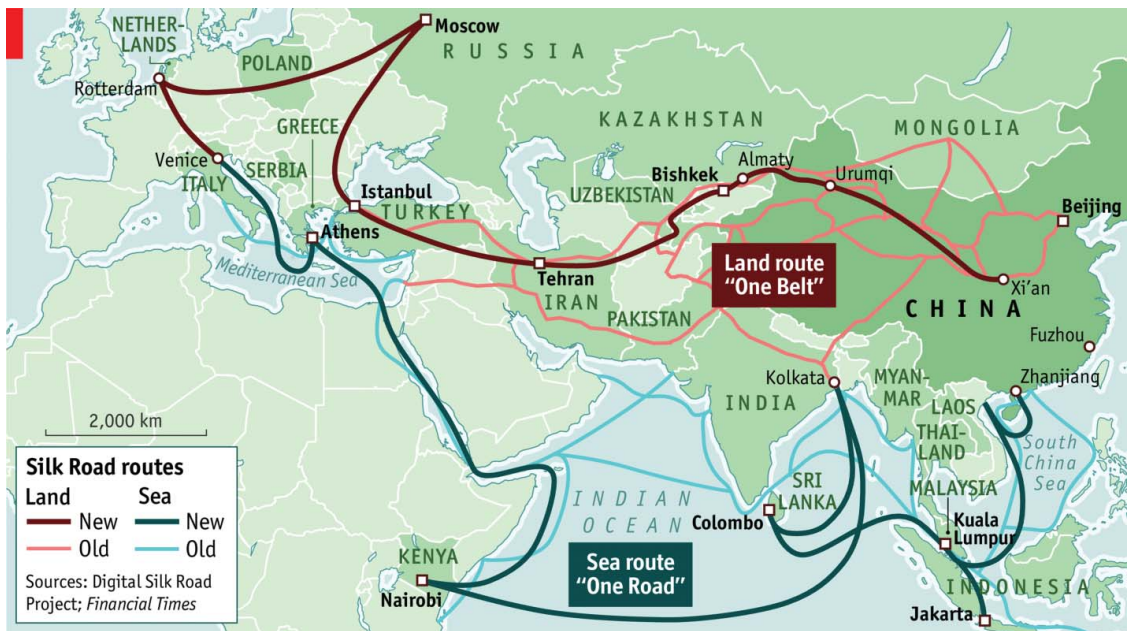 NETHER-
LANDS
Moscow
RUSSIA
POLAND
Rotterdam
KAZAKHSTAN
GREECE
MONGOLIA
Venice
SERBIA
ITALY
Almaty
Bishkek
Urumqi
UZBEKISTAN
Istanbul
TURKEY
Beijing
Athens
Mediterranean Sea
Land route
"One Belt"
Tehran
IRAN
Xi'an
CHINA
PAKISTAN
Fuzhou
Kolkata
Zhanjiang
MYAN-
MAR
INDIA
LAOS
2,000 km
THAI-
LAND
South
China
Sea
Silk Road routes
Land Sea
New New
Old Old
Sources: Digital Silk Road
Project; Financial Times
INDIAN
OCEAN
SRI
LANKA
MALAYSIA
Colombo
Kuala
Lumpur
KENYA
Sea route
"One Road"
INDONESIA
Nairobi
Jakarta